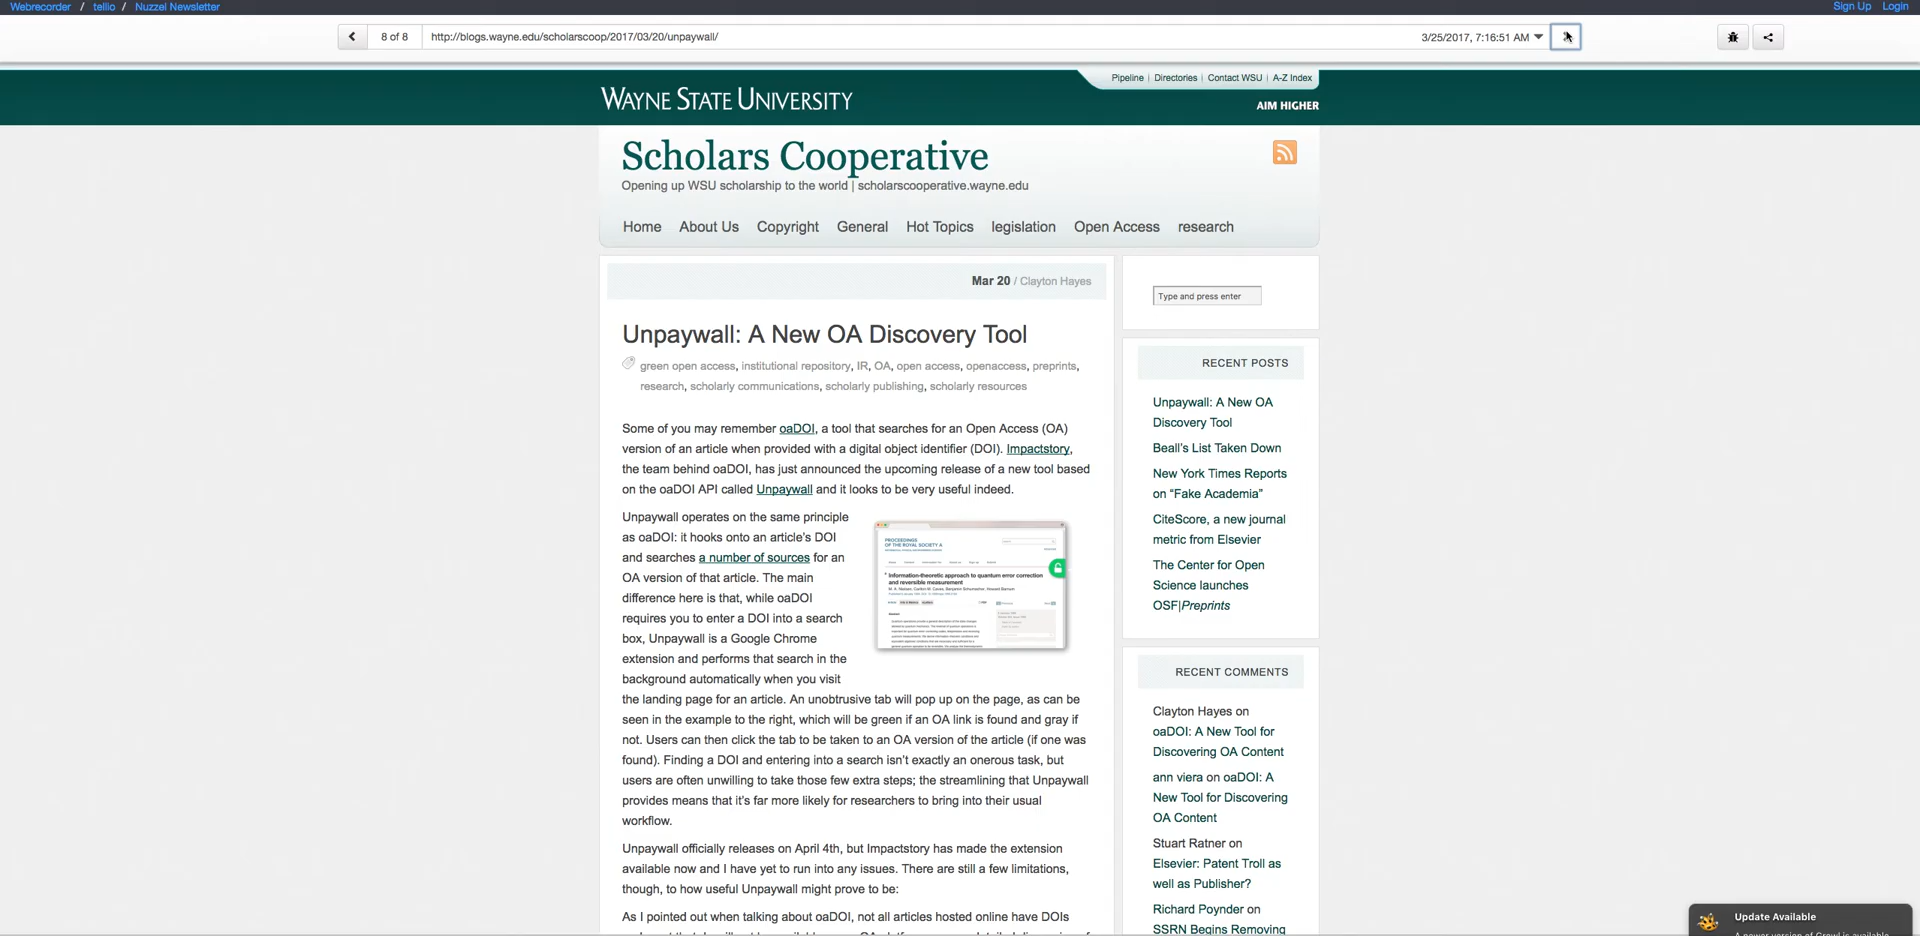 Webrecorder / tellio / Nuzzel Newsletter
Sign Up Login
8 of 8 http://blogs.wayne.edu/scholarscoop/2017/03/20/unpaywall/ 3/25/2017, 7:16:51 AM
Pipeline | Directories | Contact WSU | A-Z Index
WAYNE STATE UNIVERSITY
AIM HIGHER
Scholars Cooperative
Opening up WSU scholarship to the world | scholarscooperative.wayne.edu
Home About Us Copyright General Hot Topics legislation Open Access research
Mar 20 / Clayton Hayes
Unpaywall: A New OA Discovery Tool
green open access, institutional repository, IR, OA, open access, openaccess, preprints,
research, scholarly communications, scholarly publishing, scholarly resources
Some of you may remember oaDOI, a tool that searches for an Open Access (OA)
version of an article when provided with a digital object identifier (DOI). Impactstory,
the team behind oaDOI, has just announced the upcoming release of a new tool based
on the oaDOI API called Unpaywall and it looks to be very useful indeed.
Unpaywall operates on the same principle
as oaDOI: it hooks onto an article's DOI
and searches a number of sources for an
OA version of that article. The main
difference here is that, while oaDOI
requires you to enter a DOI into a search
box, Unpaywall is a Google Chrome
extension and performs that search in the
background automatically when you visit
the landing page for an article. An unobtrusive tab will pop up on the page, as can be
seen in the example to the right, which will be green if an OA link is found and gray if
not. Users can then click the tab to be taken to an OA version of the article (if one was
found). Finding a DOI and entering into a search isn't exactly an onerous task, but
users are often unwilling to take those few extra steps; the streamlining that Unpaywall
provides means that it's far more likely for researchers to bring into their usual
workflow.
PROCEEDINGS
OF THE ROYAL SOCIETY A
Information-theoretic approach to quantum error correction
and reversible measurement
Unpaywall officially releases on April 4th, but Impactstory has made the extension
available now and I have yet to run into any issues. There are still a few limitations,
though, to how useful Unpaywall might prove to be:
As I pointed out when talking about oaDOI, not all articles hosted online have DOIs
Type and press enter
RECENT POSTS
Unpaywall: A New OA
Discovery Tool
Beall's List Taken Down
New York Times Reports
on “Fake Academia”
CiteScore, a new journal
metric from Elsevier
The Center for Open
Science launches
OSF|Preprints
RECENT COMMENTS
Clayton Hayes on
oaDOI: A New Tool for
Discovering OA Content
ann viera on oaDOI: A
New Tool for Discovering
OA Content
Stuart Ratner on
Elsevier: Patent Troll as
well as Publisher?
Richard Poynder on
SSRN Begins Removing
Update Available